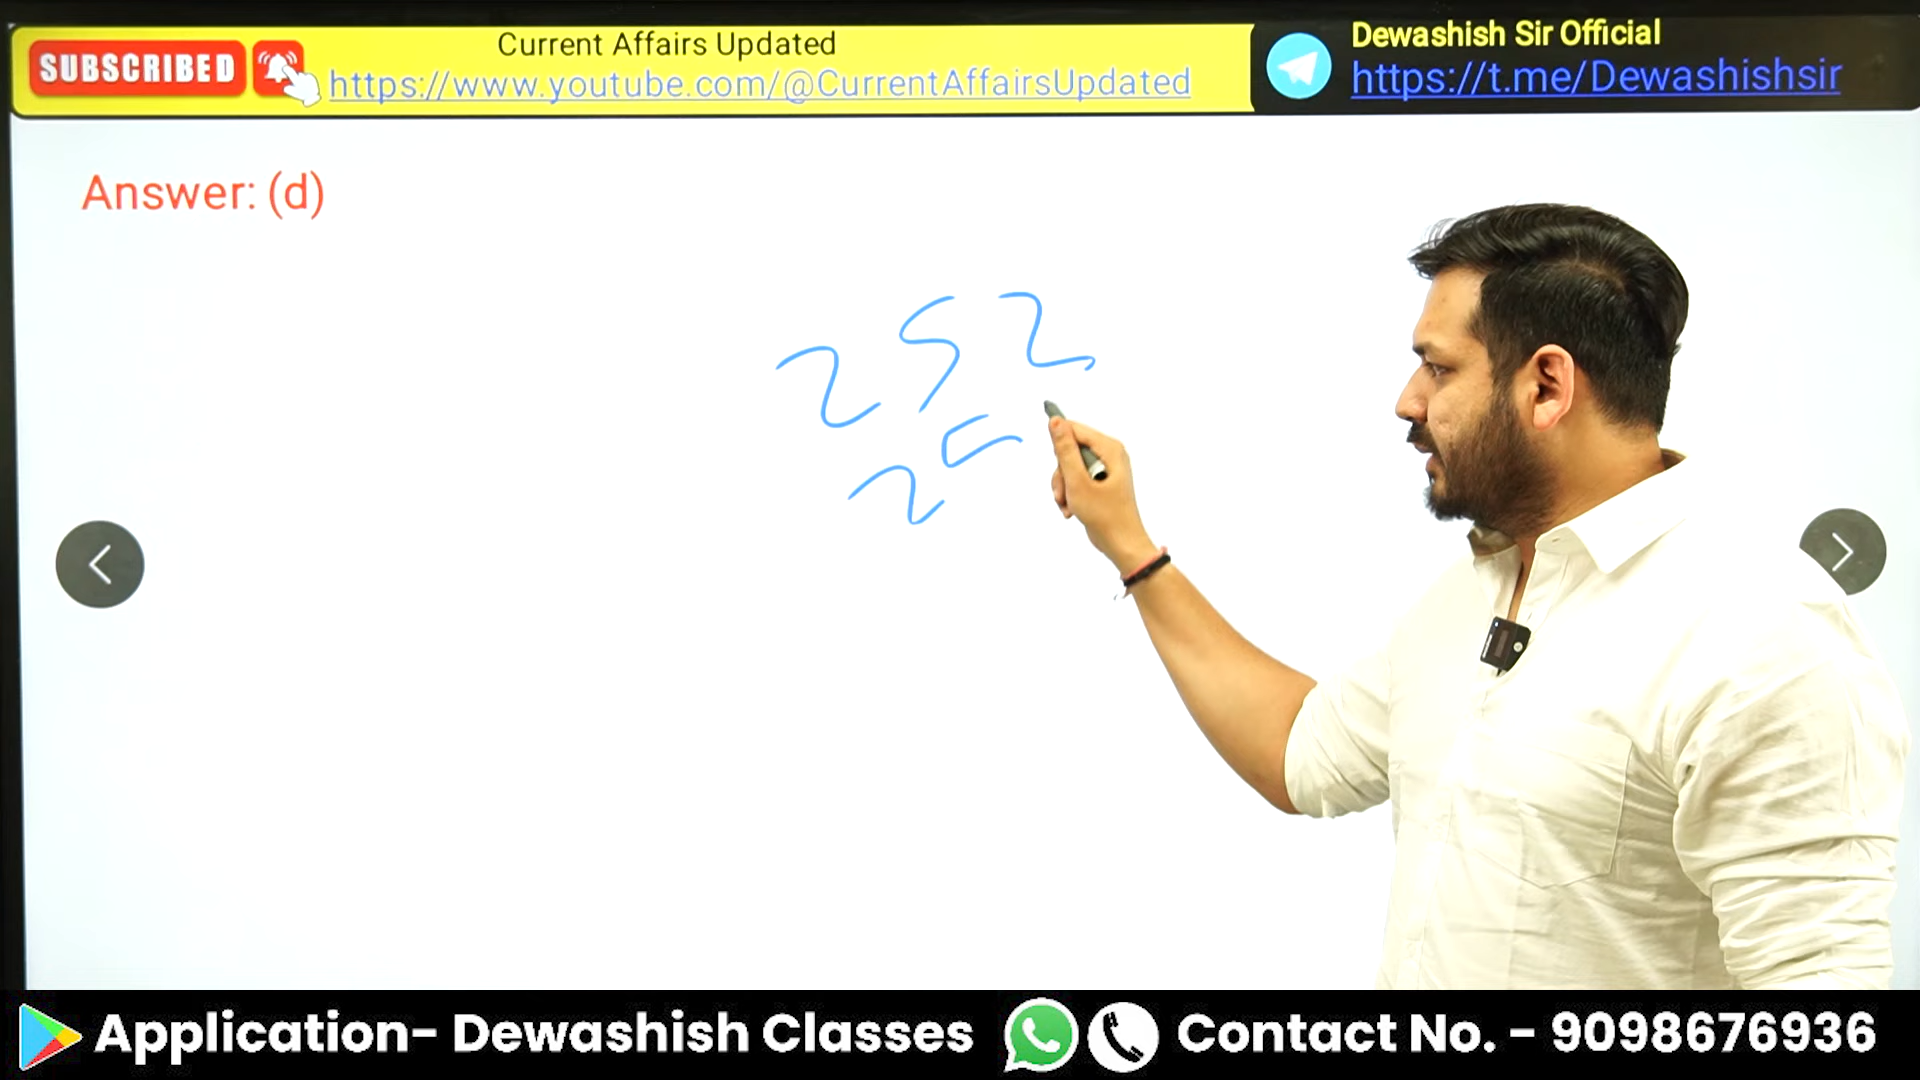 SUBSCRIBED
Current Affairs Updated
https://www.youtube.com/@CurrentAffairsUpdated
Dewashish Sir Official
https://t.me/Dewashishsir
Answer: (d)
252
25
Application- Dewashish Classes
Contact No. - 9098676936